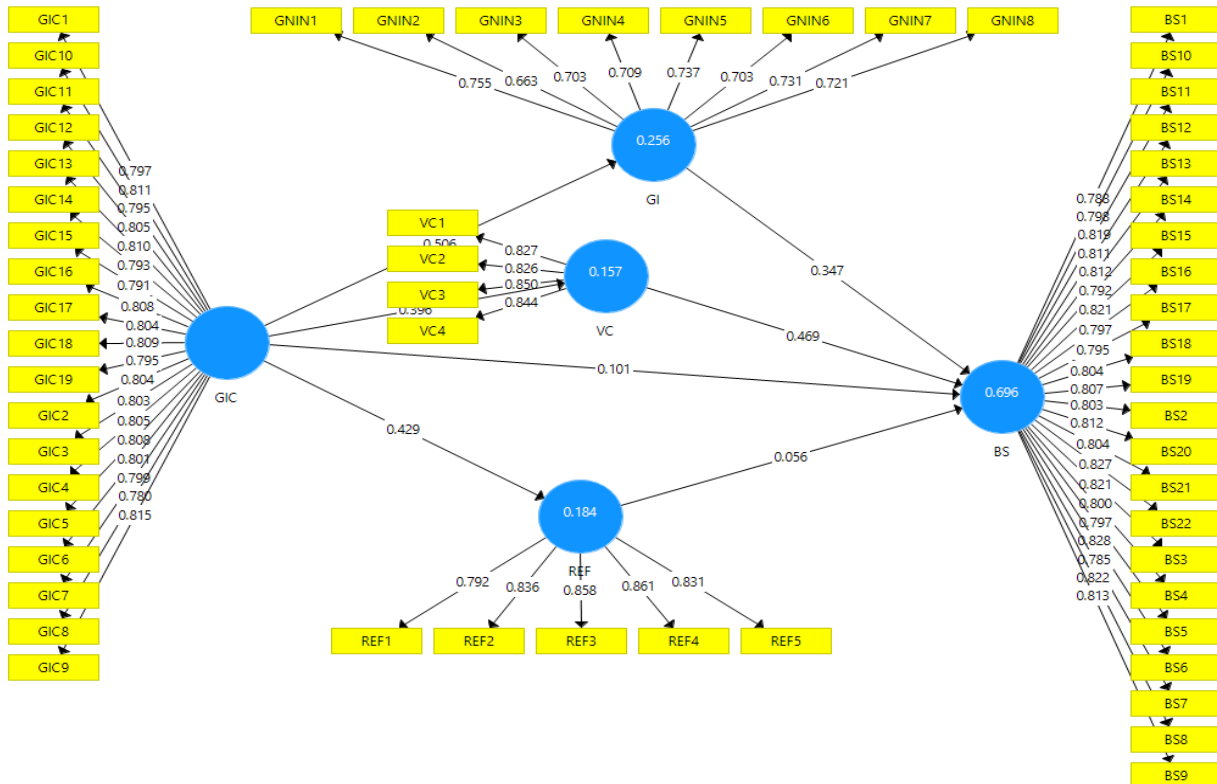 GIC1
GIC10
GIC11
GIC12
GIC13
GIC14
GIC15
GIC16
GIC17
GIC18
GIC19
GIC2
GIC3
GIC4
GIC5
GIC6
GIC7
GIC8
GIC9
0.797
0.811
0.795
0.805
0.810
0.793
0.791
0.808
0.804
0.809
0.795
0.804
0.803
0.805
0.808
0.801
0.799
0.780
0.815
GIC
GNIN1 GNIN2 GNIN3 GNIN4 GNIN5 GNIN6 GNIN7 GNIN8
0.755 0.663 0.703 0.709 0.737 0.703 0.731 0.721
0.256
GI
0.506
VC1
VC2
VC3
VC4
0.827
0.826
0.850
0.844
0.396
0.157
VC
0.347
0.469
0.101
0.429
0.056
0.184
REF
0.792 0.836 0.858 0.861 0.831
REF1 REF2 REF3 REF4 REF5
0.696
BS
0.788
0.798
0.819
0.811
0.812
0.792
0.821
0.797
0.795
0.804
0.807
0.803
0.812
0.804
0.827
0.821
0.800
0.797
0.828
0.785
0.822
0.813
BS1
BS10
BS11
BS12
BS13
BS14
BS15
BS16
BS17
BS18
BS19
BS2
BS20
BS21
BS22
BS3
BS4
BS5
BS6
BS7
BS8
BS9